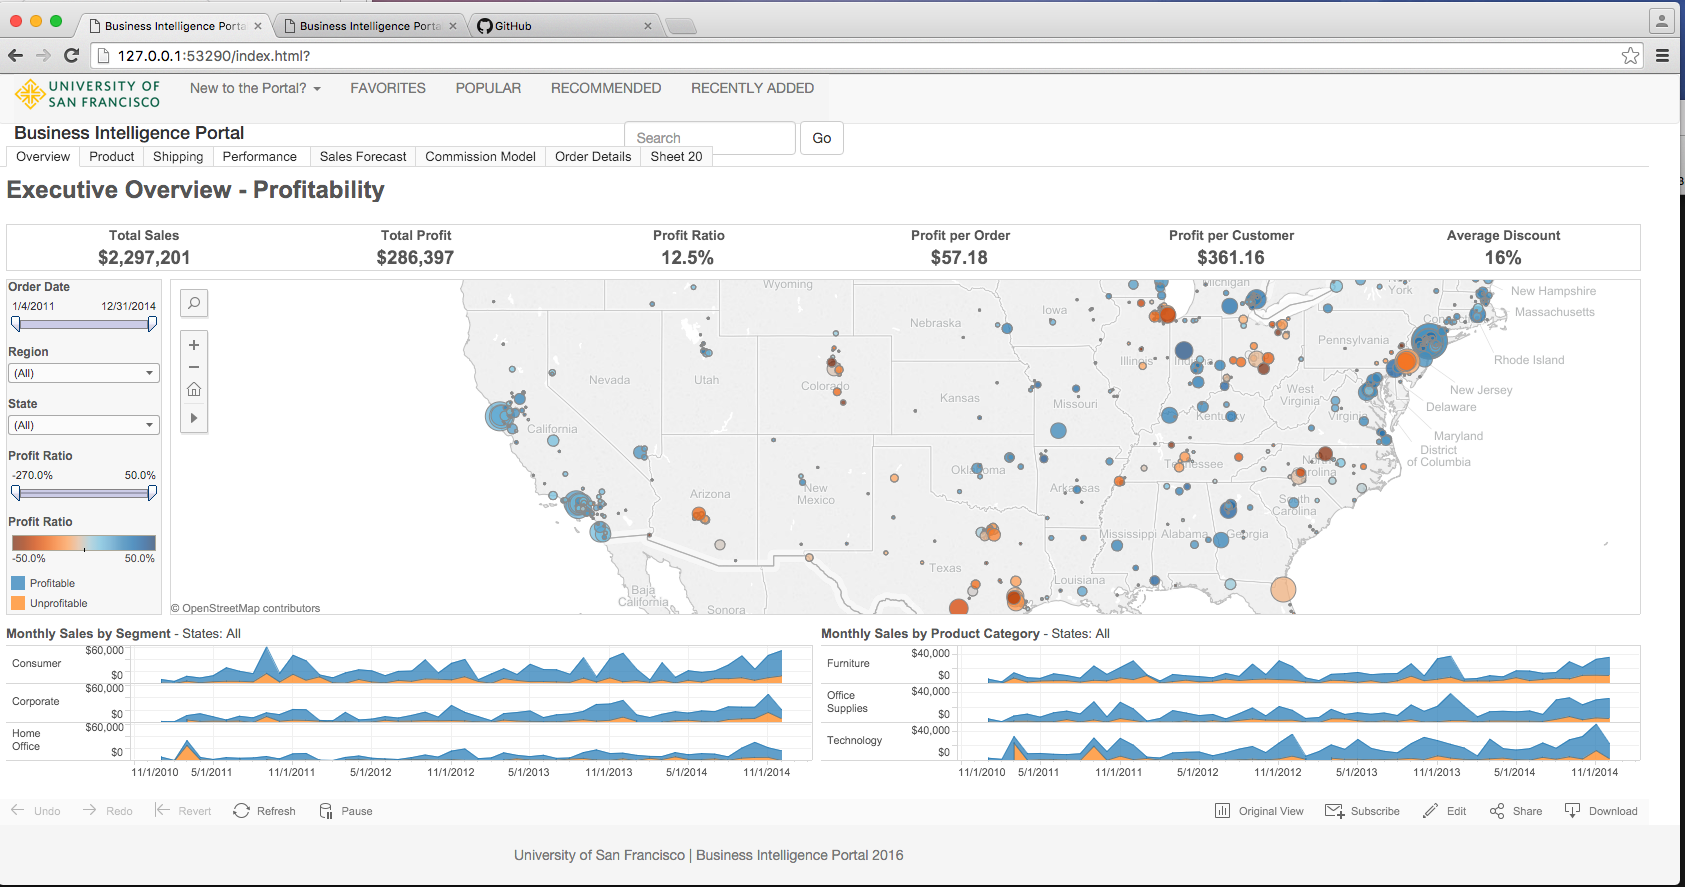 Business Intelligence Porta
Business Intelligence Porta
GitHub
127.0.0.1:53290/index.html?
UNIVERSITY OF
SAN FRANCISCO
New to the Portal?
FAVORITES
POPULAR
RECOMMENDED
RECENTLY ADDED
Business Intelligence Portal
Search
Go
Overview
Product
Shipping
Performance
Sales Forecast
Commission Model
Order Details
Sheet 20
Executive Overview - Profitability
Total Sales
$2,297,201
Total Profit
$286,397
Profit Ratio
12.5%
Profit per Order
$57.18
Profit per Customer
$361.16
Average Discount
16%
Order Date
1/4/2011 12/31/2014
Region
(All)
State
(All)
Profit Ratio
-270.0% 50.0%
Profit Ratio
-50.0% 50.0%
Profitable
Unprofitable
Wyoming
Nebraska
Iowa
Michigan
York
New Hampshire
Massachusetts
Rhode Island
Pennsylvania
New Jersey
Delaware
Maryland
District
of Columbia
Nevada
Utah
Colorado
Kansas
Missouri
Illinois
Indiana
West
Virginia
Virginia
Kentucky
California
Arizona
New
Mexico
Oklahoma
Arkansas
Tennessee
North
Carolina
South
Carolina
Mississippi
Alabama
Georgia
Texas
Louisiana
Baja
California
Sonora
© OpenStreetMap contributors
Monthly Sales by Segment - States: All
Consumer
$60,000
$0
Corporate
$60,000
$0
Home
Office
$60,000
$0
11/1/2010 5/1/2011 11/1/2011 5/1/2012 11/1/2012 5/1/2013 11/1/2013 5/1/2014 11/1/2014
Monthly Sales by Product Category - States: All
Furniture
$40,000
$0
Office
Supplies
$40,000
$0
Technology
$40,000
$0
11/1/2010 5/1/2011 11/1/2011 5/1/2012 11/1/2012 5/1/2013 11/1/2013 5/1/2014 11/1/2014
Undo
Redo
Revert
Refresh
Pause
Original View
Subscribe
Edit
Share
Download
University of San Francisco | Business Intelligence Portal 2016